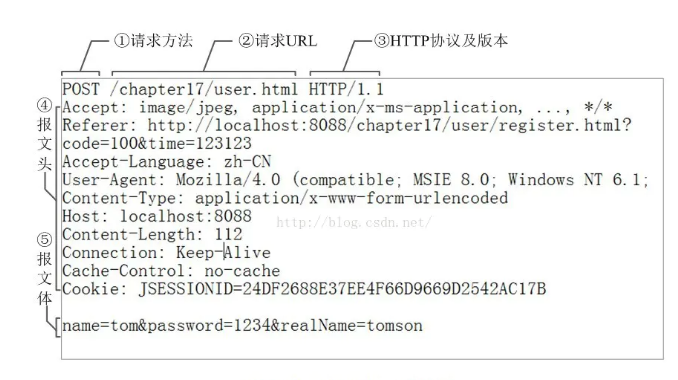 ①请求方法 ②请求URL ③HTTP协议及版本
POST /chapter17/user.html HTTP/1.1
④报文头
Accept: image/jpeg, application/x-ms-application, ..., */*
Referer: http://localhost:8088/chapter17/user/register.html?
code=100&time=123123
Accept-Language: zh-CN
User-Agent: Mozilla/4.0 (compatible; MSIE 8.0; Windows NT 6.1;
Content-Type: application/x-www-form-urlencoded
Host: localhost:8088
http://blog.csdn.net/
Content-Length: 112
Connection: Keep-Alive
Cache-Control: no-cache
Cookie: JSESSIONID=24DF2688E37EE4F66D9669D2542AC17B
⑤报文体
name=tom&password=1234&realName=tomson